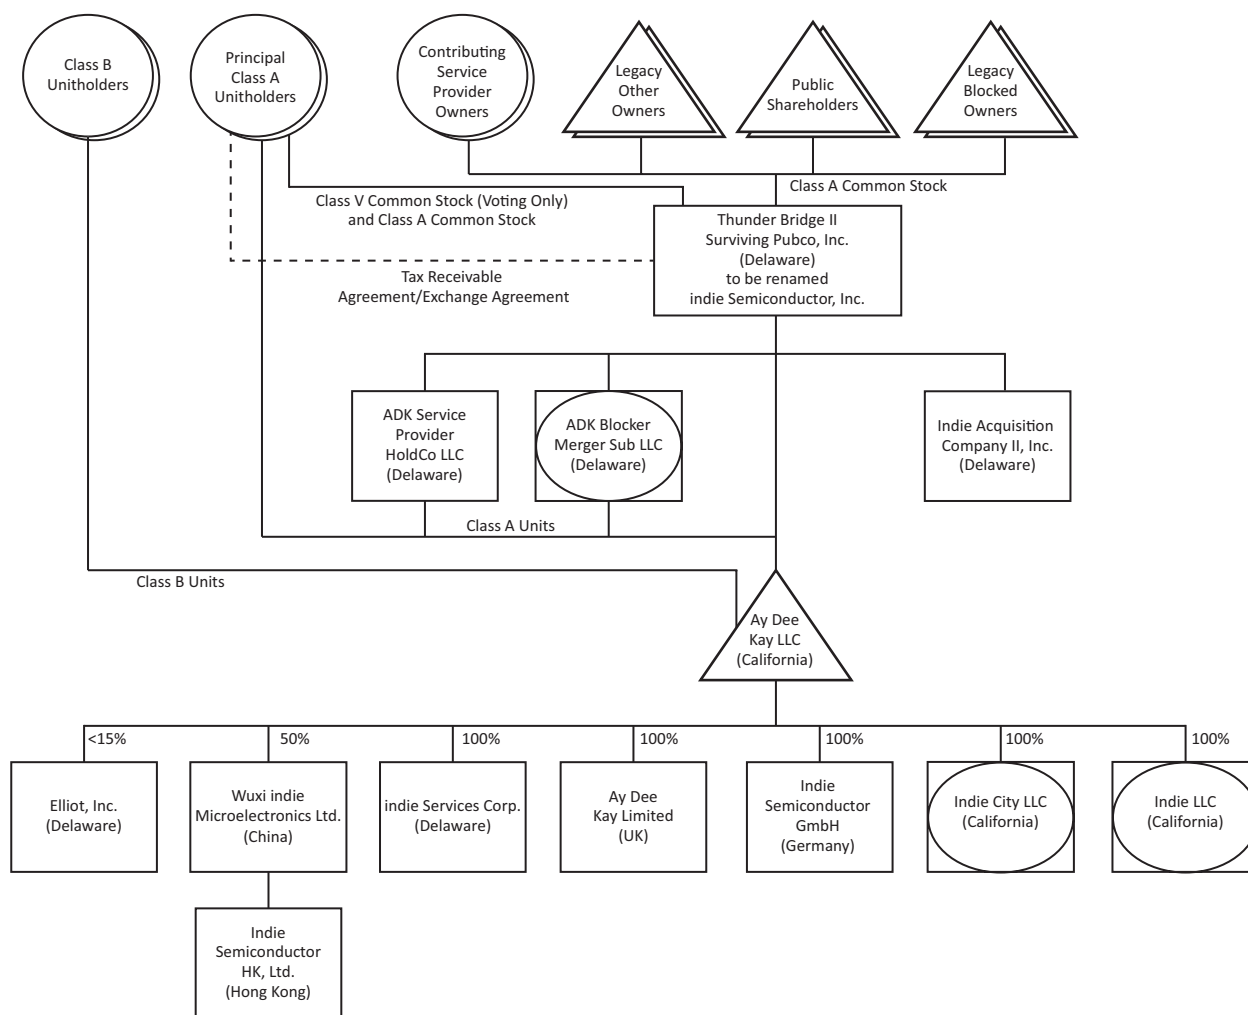 Class B
Unitholders
Principal
Class A
Unitholders
Contributing
Service
Provider
Owners
Legacy
Other
Owners
Public
Shareholders
Legacy
Blocked
Owners
Class A Common Stock
Class V Common Stock (Voting Only)
and Class A Common Stock
Thunder Bridge II
Surviving Pubco, Inc.
(Delaware)
to be renamed
indie Semiconductor, Inc.
Tax Receivable
Agreement/Exchange Agreement
ADK Service
Provider
HoldCo LLC
(Delaware)
ADK Blocker
Merger Sub LLC
(Delaware)
Indie Acquisition
Company II, Inc.
(Delaware)
Class A Units
Class B Units
Ay Dee
Kay LLC
(California)
<15%
50%
100%
100%
100%
100%
100%
Elliot, Inc.
(Delaware)
Wuxi indie
Microelectronics Ltd.
(China)
indie Services Corp.
(Delaware)
Ay Dee
Kay Limited
(UK)
Indie
Semiconductor
GmbH
(Germany)
Indie City LLC
(California)
Indie LLC
(California)
Indie
Semiconductor
HK, Ltd.
(Hong Kong)